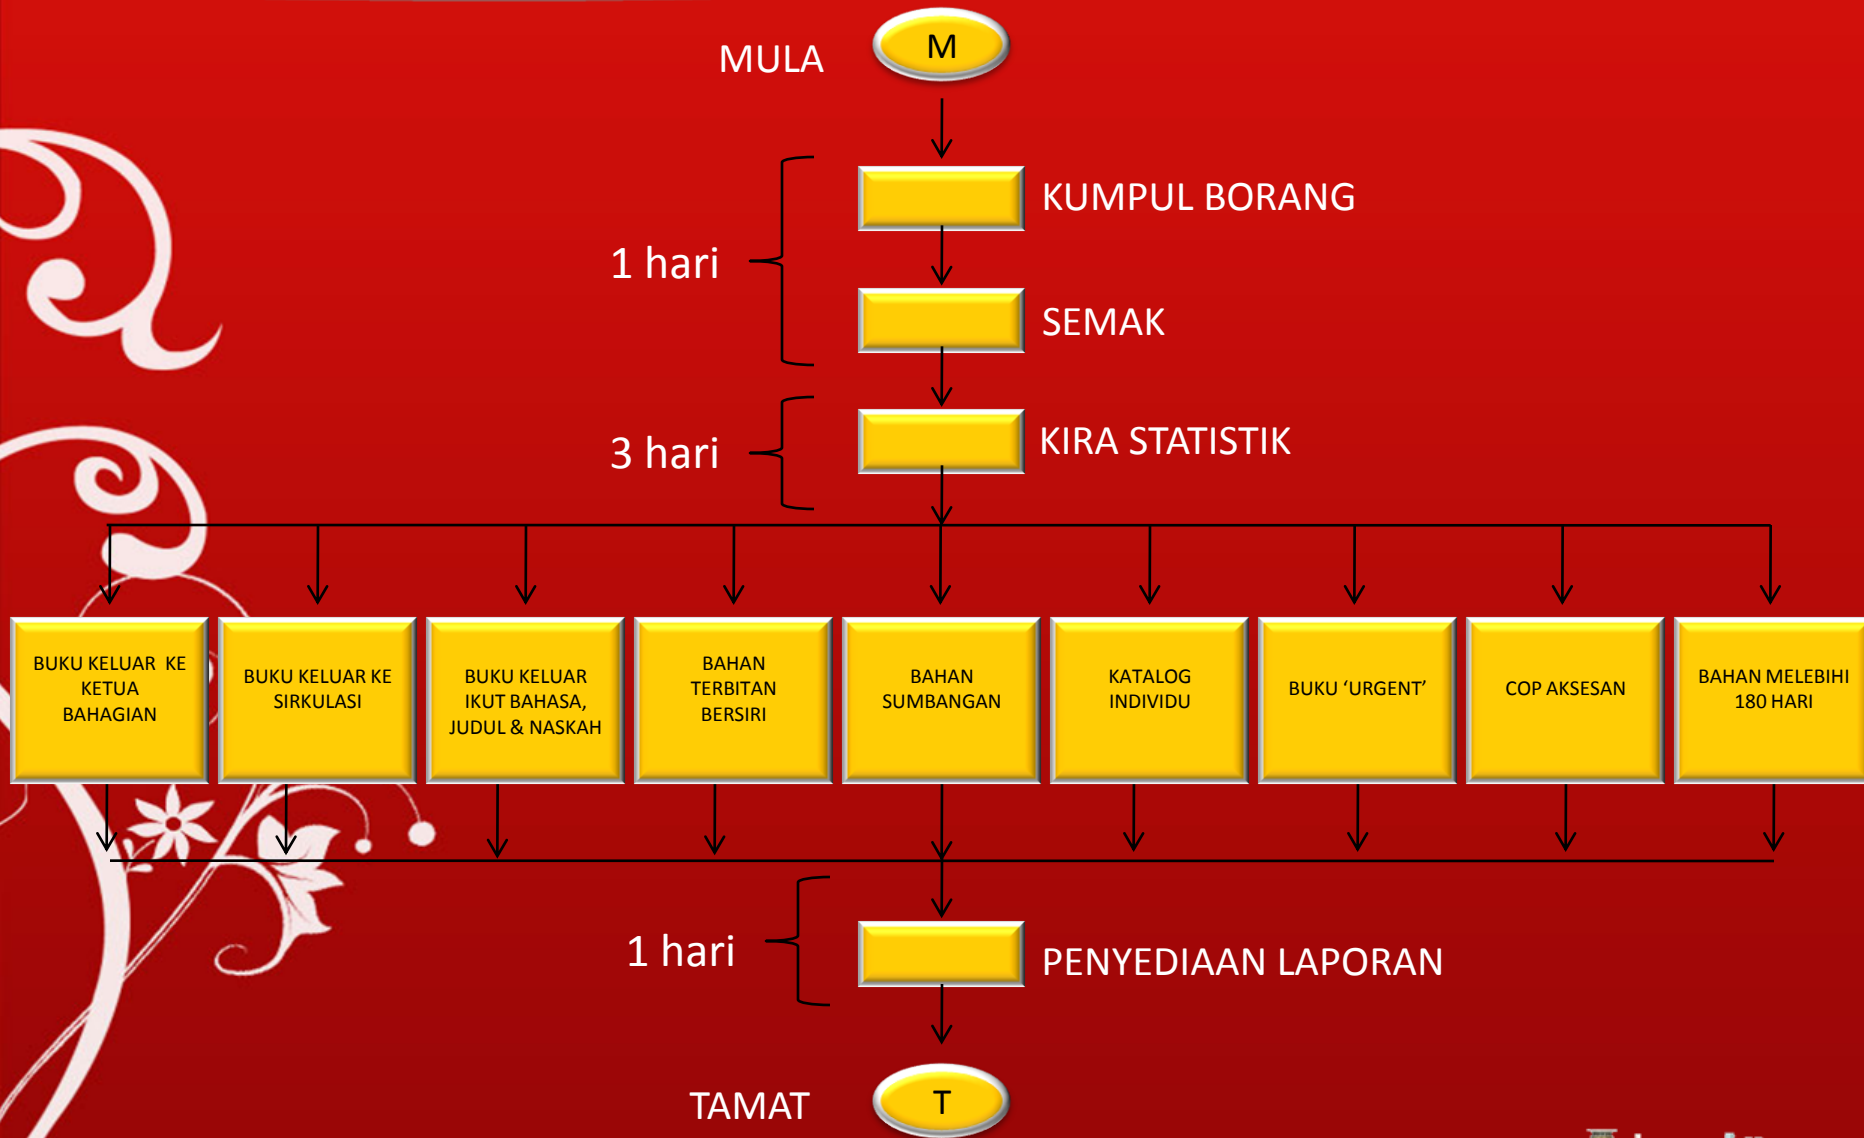 M
MULA
KUMPUL BORANG
1 hari
SEMAK
KIRA STATISTIK
3 hari
BUKU KELUAR KE
KETUA
BAHAGIAN
BUKU KELUAR KE
SIRKULASI
BUKU KELUAR
IKUT BAHASA,
JUDUL & NASKAH
BAHAN
TERBITAN
BERSIRI
BAHAN
SUMBANGAN
KATALOG
INDIVIDU
BUKU ‘URGENT’
COP AKSESAN
BAHAN MELEBIHI
180 HARI
1 hari
PENYEDIAAN LAPORAN
TAMAT
T